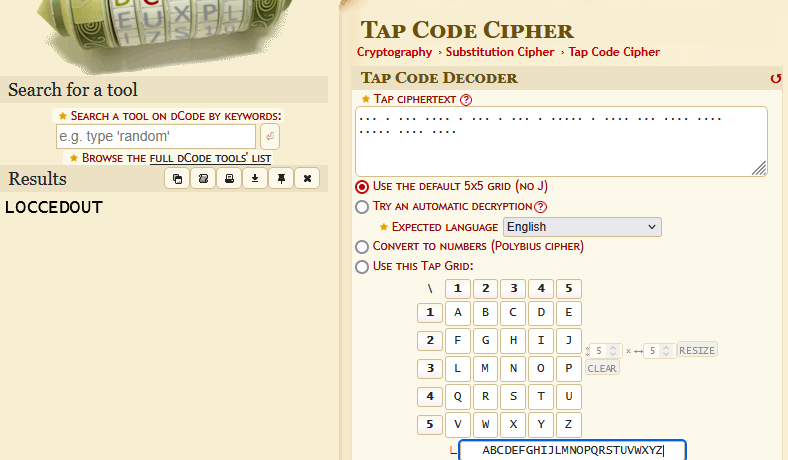 DC
EUXPL
Search for a tool
★ Search a tool on dCode by keywords:
e.g. type 'random'
★ Browse the full dCode tools' list
Results
LOCCEDOUT
Tap Code Cipher
Cryptography › Substitution Cipher › Tap Code Cipher
Tap Code Decoder
★ Tap ciphertext ?
... . ... .... . ... . ... . ..... . .... ... .... ....
..... .... ....
Use the default 5x5 grid (no J)
Try an automatic decryption ?
★ Expected language English
Convert to numbers (Polybius cipher)
Use this Tap Grid:
\ 1 2 3 4 5
1 A B C D E
2 F G H I J
3 L M N O P
4 Q R S T U
5 V W X Y Z
↕ 5 × ↔ 5 RESIZE
CLEAR
ABCDEFGHIJLMNOPQRSTUVWXYZ